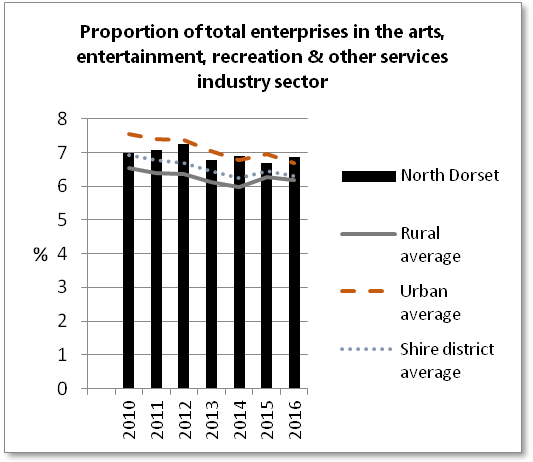 Proportion of total enterprises in the arts,
entertainment, recreation & other services
industry sector
8
7
6
5
%
4
3
2
1
0
2010
2011
2012
2013
2014
2015
2016
North Dorset
Rural
average
Urban
average
Shire district
average